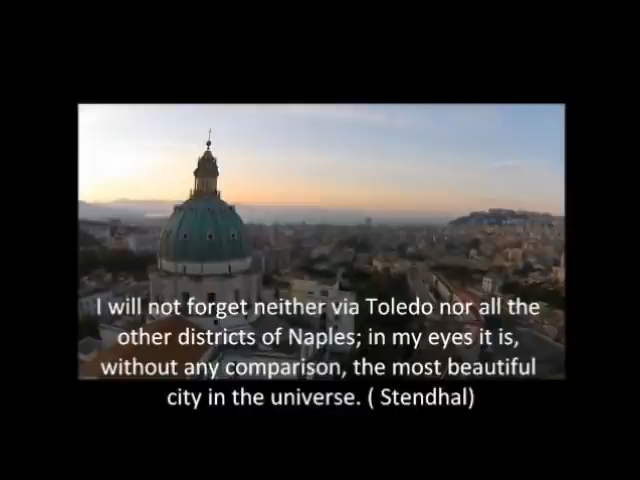 I will not forget neither via Toledo nor all the
other districts of Naples; in my eyes it is,
without any comparison, the most beautiful
city in the universe. ( Stendhal)